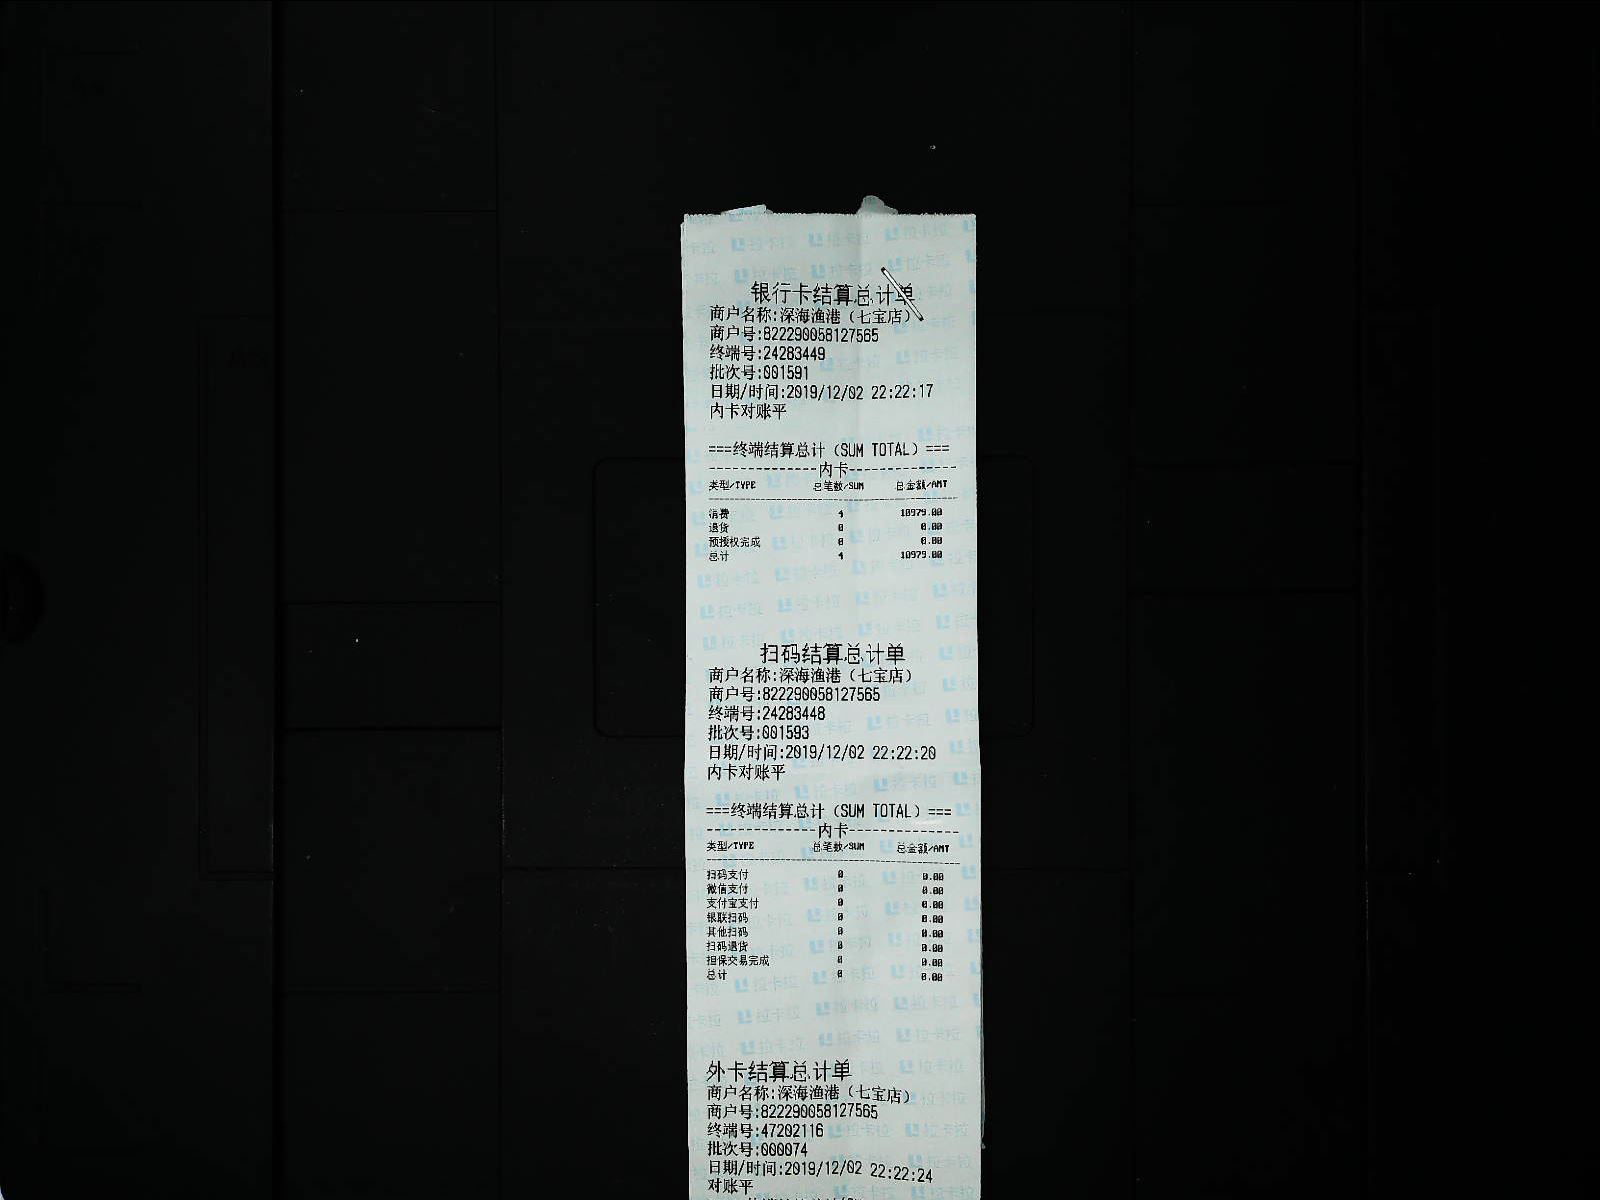 银行卡结算总计单
商户名称:深海渔港（七宝店）
商户号:822290058127565
终端号:24283449
批次号:001591
日期/时间:2019/12/02 22:22:17
内卡对账平
===终端结算总计（SUM TOTAL）===
--------------内卡--------------
类型/TYPE 总笔数/SUM 总金额/AMT
消费 4 10979.00
退货 0 0.00
预授权完成 0 0.00
总计 4 10979.00
扫码结算总计单
商户名称:深海渔港（七宝店）
商户号:822290058127565
终端号:24283448
批次号:001593
日期/时间:2019/12/02 22:22:20
内卡对账平
===终端结算总计（SUM TOTAL）===
--------------内卡--------------
类型/TYPE 总笔数/SUM 总金额/AMT
扫码支付 0 0.00
微信支付 0 0.00
支付宝支付 0 0.00
银联扫码 0 0.00
其他扫码 0 0.00
扫码退货 0 0.00
担保交易完成 0 0.00
总计 0 0.00
外卡结算总计单
商户名称:深海渔港（七宝店）
商户号:822290058127565
终端号:47202116
批次号:000074
日期/时间:2019/12/02 22:22:24
对账平